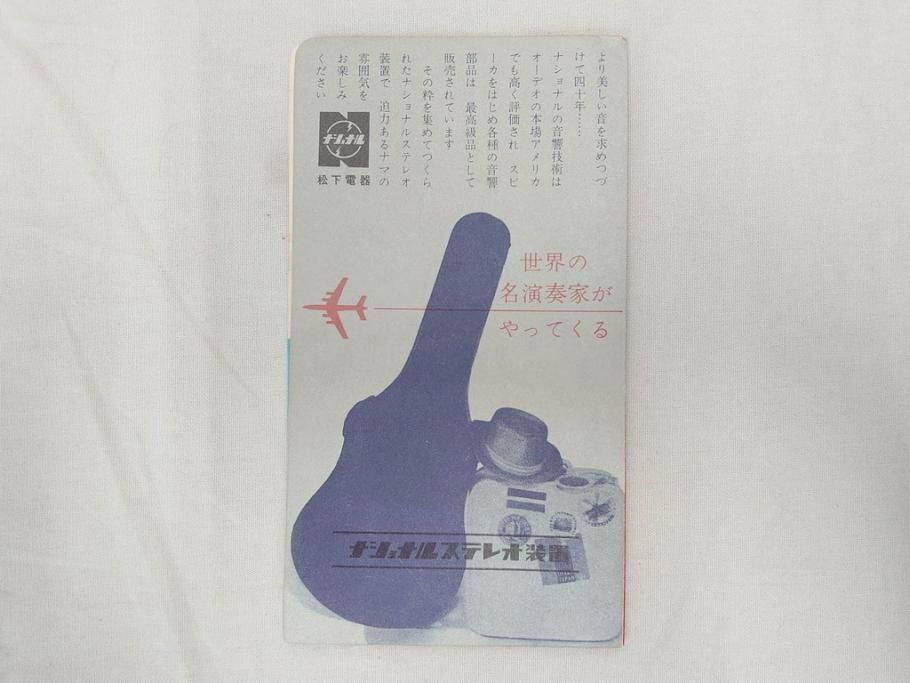 より美しい音を求めつづ
けて四十年……
ナショナルの音響技術は
オーデオの本場アメリカ
でも高く評価され　スピ
ーカをはじめ各種の音響
部品は　最高級品として
販売されています
その粋を集めてつくら
れたナショナルステレオ
装置で　迫力あるナマの
雰囲気を
お楽しみ
ください
ナショナル
松下電器
世界の
名演奏家が
やってくる
ナショナルステレオ装置